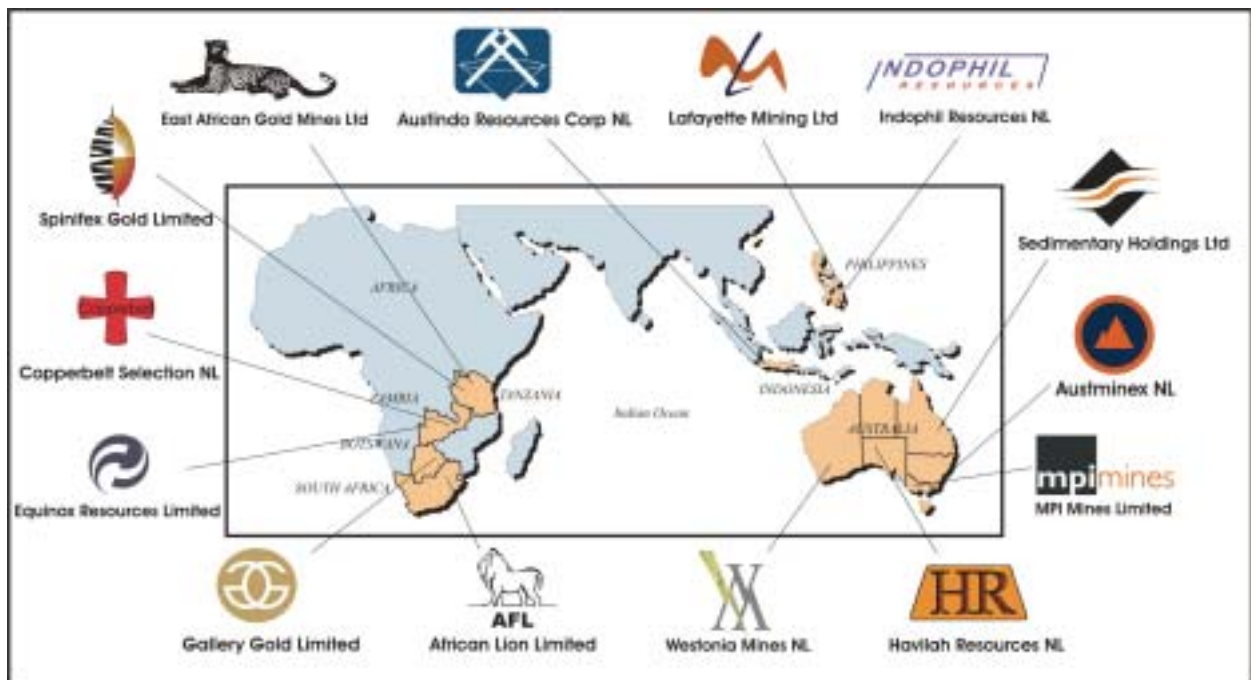 East African Gold Mines Ltd
Austindo Resources Corp NL
Lafayette Mining Ltd
INDOPHIL
RESOURCES
Indophil Resources NL
Spinifex Gold Limited
Sedimentary Holdings Ltd
Copperbelt
Copperbelt Selection NL
Austminex NL
Equinox Resources Limited
mpimines
MPI Mines Limited
AFRICA
PHILIPPINES
ZAMBIA
TANZANIA
INDONESIA
Indian Ocean
AUSTRALIA
BOTSWANA
SOUTH AFRICA
GG
Gallery Gold Limited
AFL
African Lion Limited
Westonia Mines NL
HR
Havilah Resources NL